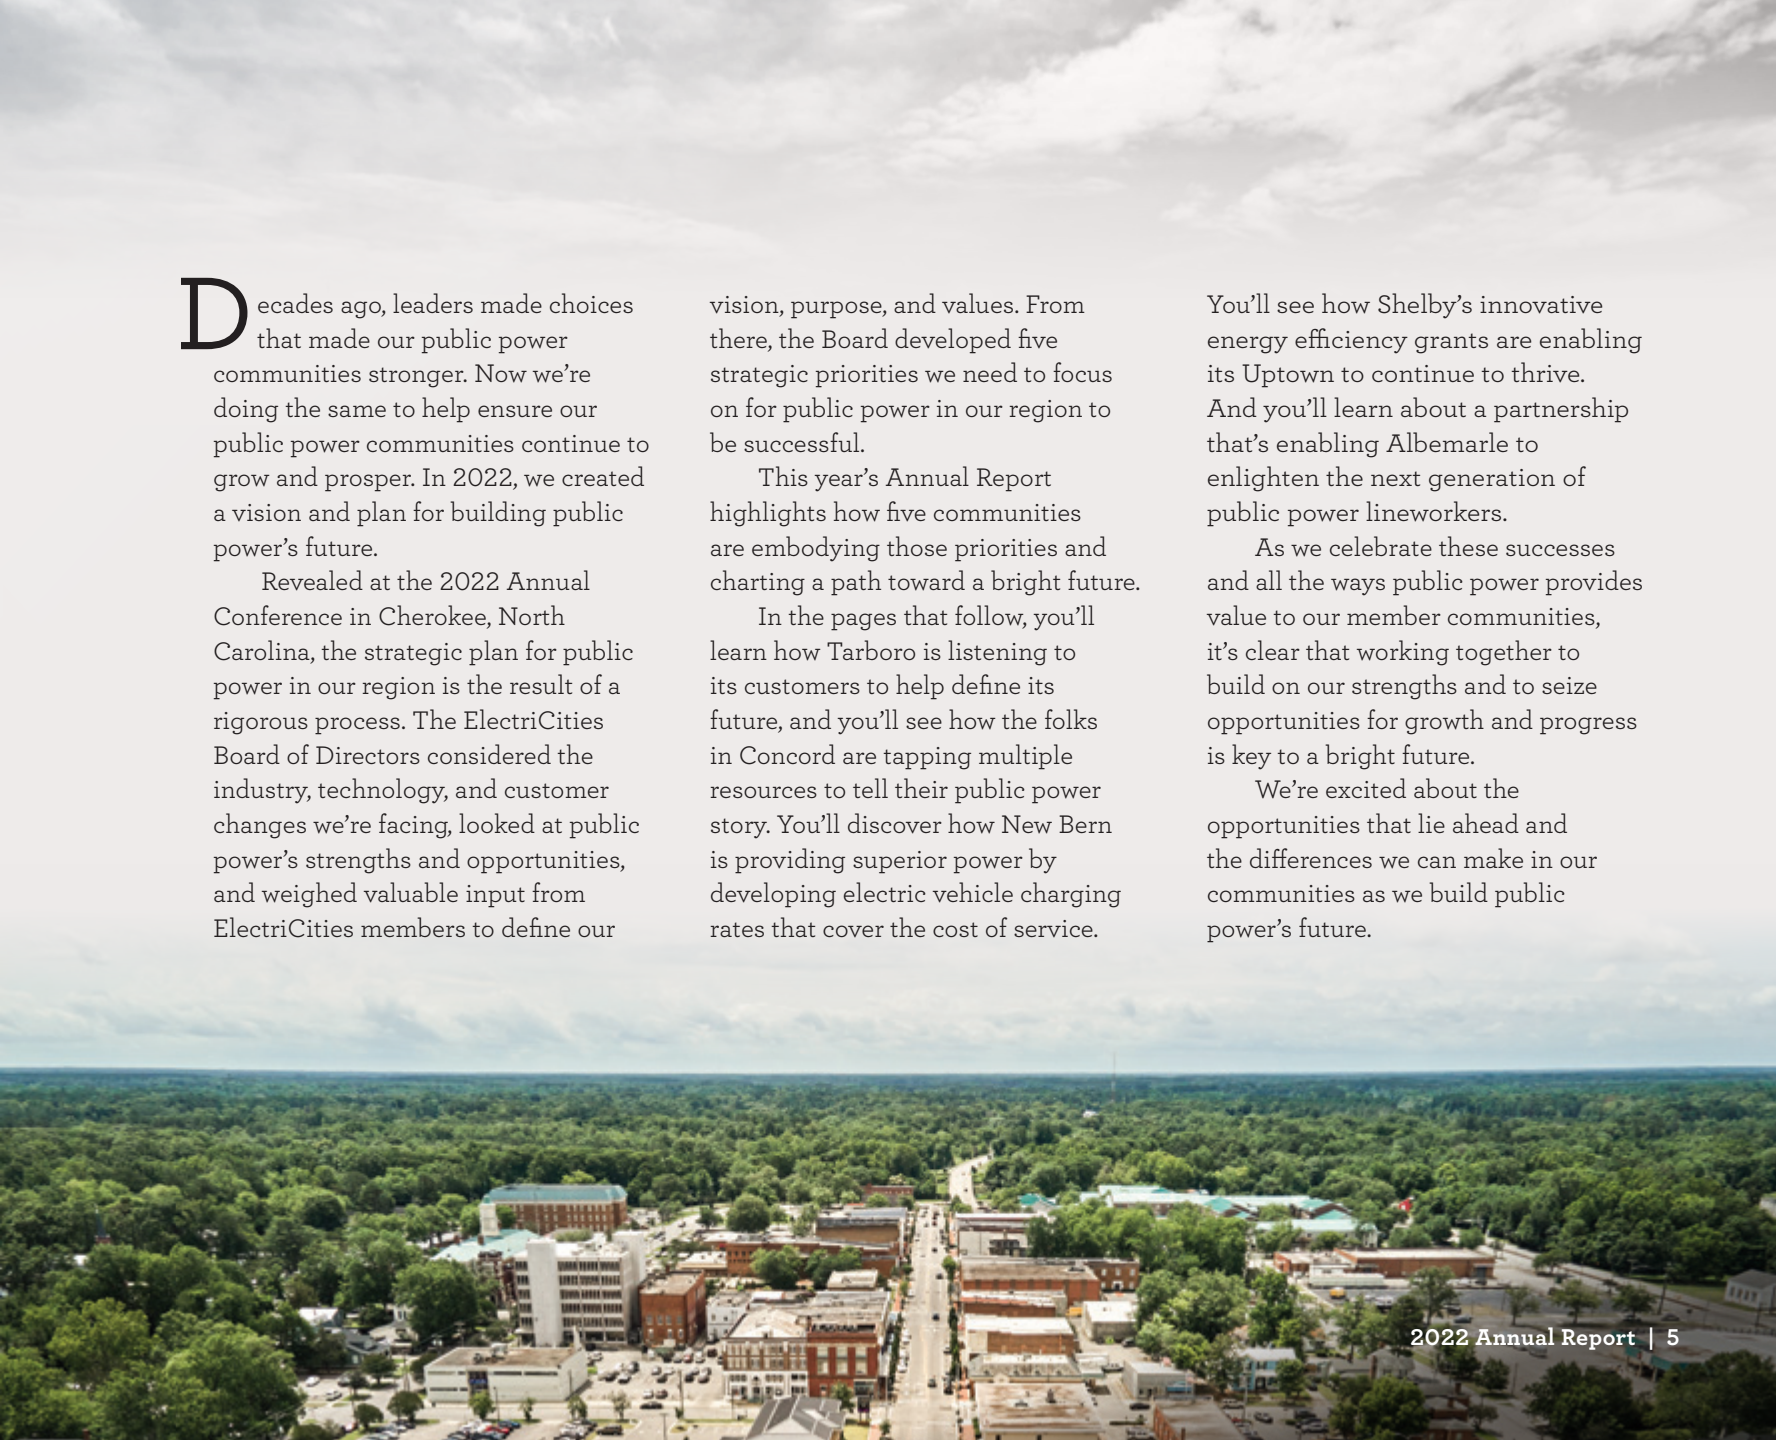 Decades ago, leaders made choices
that made our public power
communities stronger. Now we’re
doing the same to help ensure our
public power communities continue to
grow and prosper. In 2022, we created
a vision and plan for building public
power’s future.
Revealed at the 2022 Annual
Conference in Cherokee, North
Carolina, the strategic plan for public
power in our region is the result of a
rigorous process. The ElectriCities
Board of Directors considered the
industry, technology, and customer
changes we’re facing, looked at public
power’s strengths and opportunities,
and weighed valuable input from
ElectriCities members to define our
vision, purpose, and values. From
there, the Board developed five
strategic priorities we need to focus
on for public power in our region to
be successful.
This year’s Annual Report
highlights how five communities
are embodying those priorities and
charting a path toward a bright future.
In the pages that follow, you’ll
learn how Tarboro is listening to
its customers to help define its
future, and you’ll see how the folks
in Concord are tapping multiple
resources to tell their public power
story. You’ll discover how New Bern
is providing superior power by
developing electric vehicle charging
rates that cover the cost of service.
You’ll see how Shelby’s innovative
energy efficiency grants are enabling
its Uptown to continue to thrive.
And you’ll learn about a partnership
that’s enabling Albemarle to
enlighten the next generation of
public power lineworkers.
As we celebrate these successes
and all the ways public power provides
value to our member communities,
it’s clear that working together to
build on our strengths and to seize
opportunities for growth and progress
is key to a bright future.
We’re excited about the
opportunities that lie ahead and
the differences we can make in our
communities as we build public
power’s future.
2022 Annual Report | 5